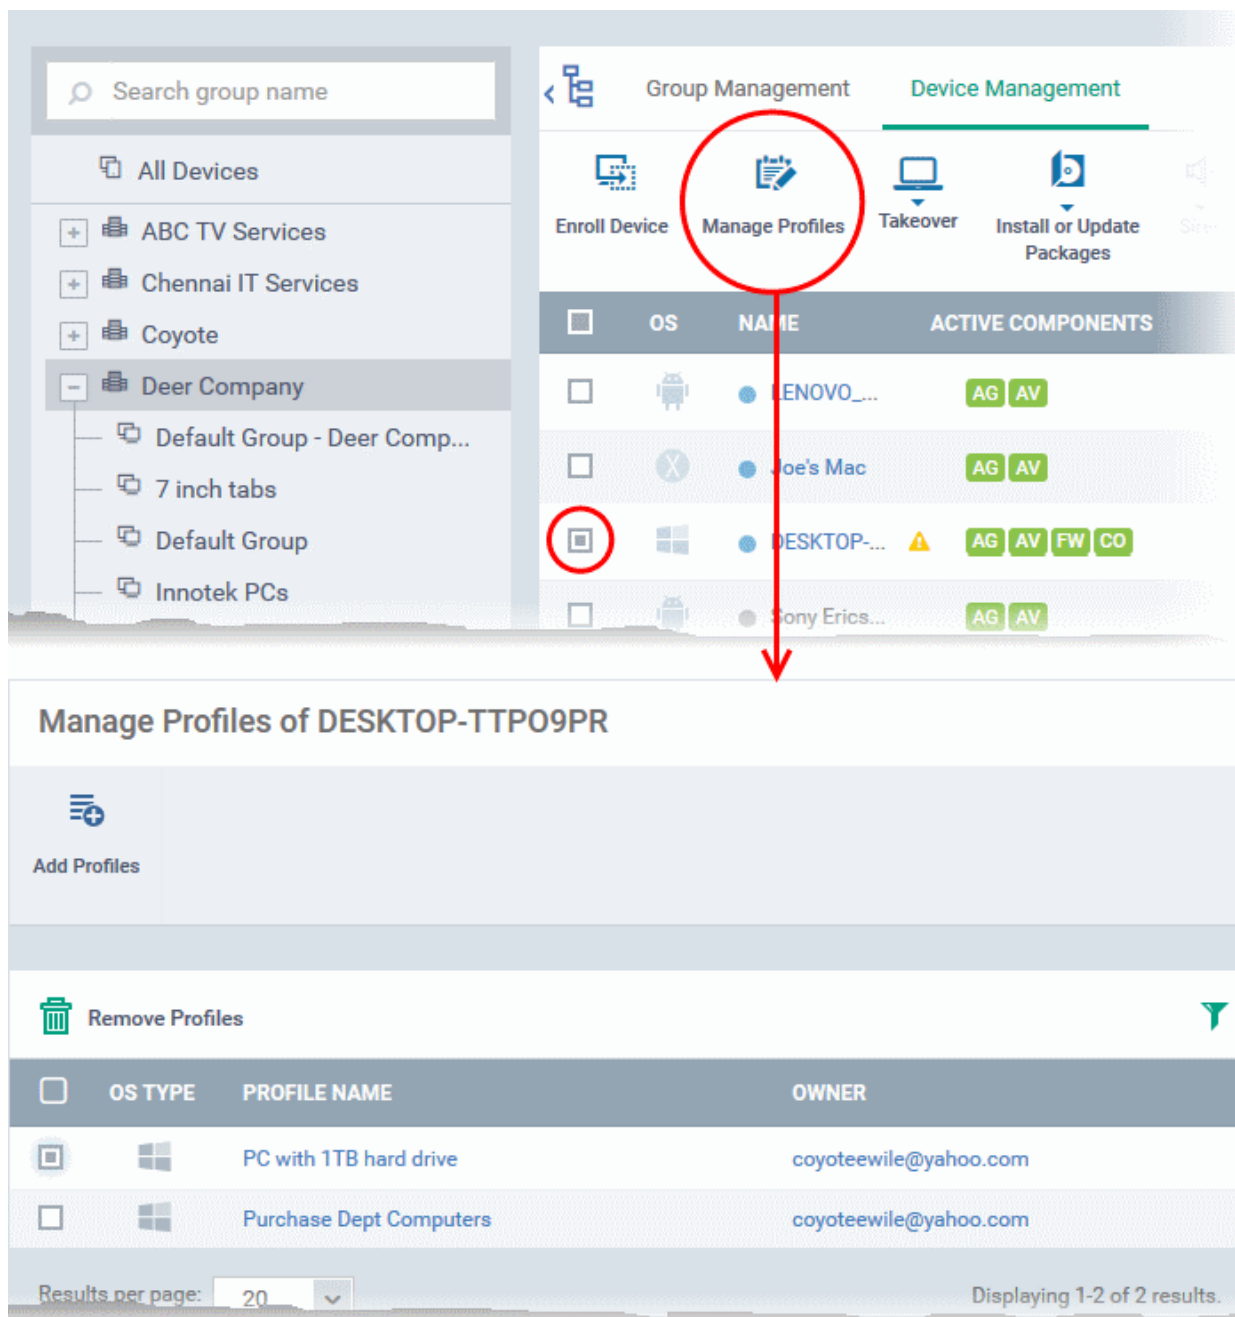 Search group name
All Devices
ABC TV Services
Chennai IT Services
Coyote
Deer Company
Default Group - Deer Comp...
7 inch tabs
Default Group
Innotek PCs
Group Management
Device Management
Enroll Device
Manage Profiles
Takeover
Install or Update
Packages
OS NAME ACTIVE COMPONENTS
LENOVO_... AG AV
Joe's Mac AG AV
DESKTOP-... AG AV FW CO
Sony Erics... AG AV
Manage Profiles of DESKTOP-TTPO9PR
Add Profiles
Remove Profiles
OS TYPE PROFILE NAME OWNER
PC with 1TB hard drive coyoteewile@yahoo.com
Purchase Dept Computers coyoteewile@yahoo.com
Results per page: 20 Displaying 1-2 of 2 results.